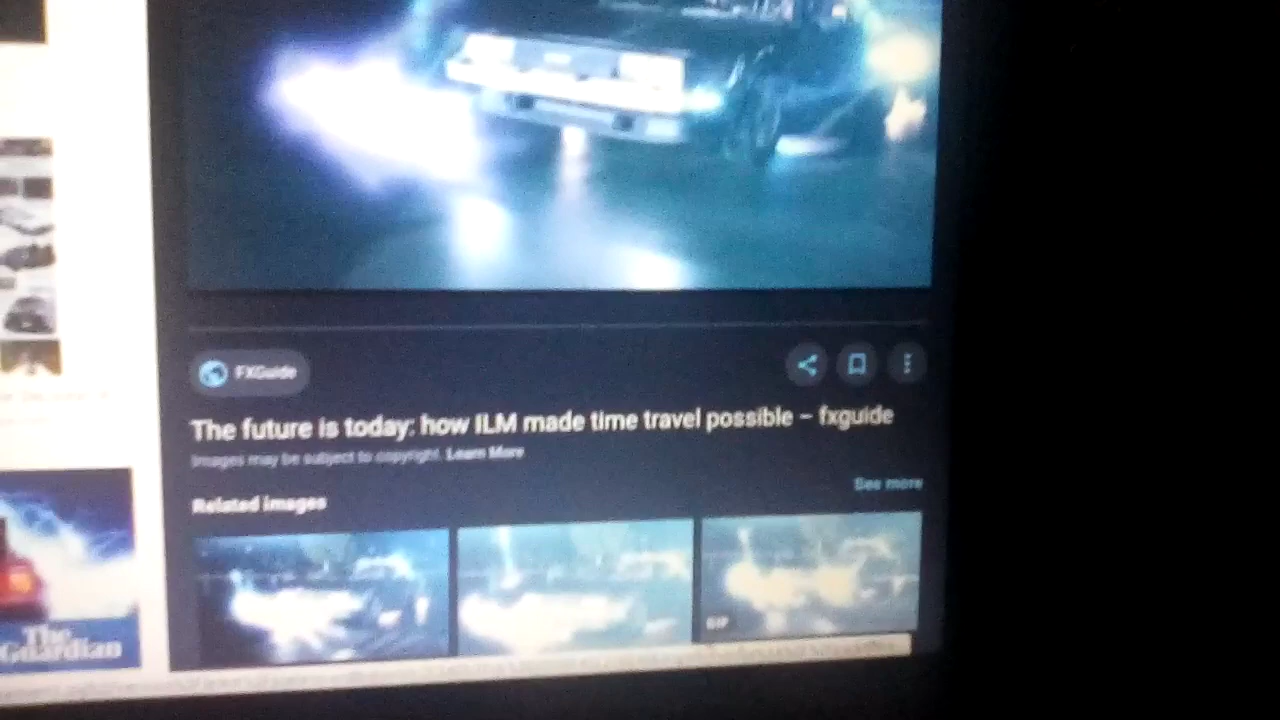 FXGuide
The future is today: how ILM made time travel possible – fxguide
Images may be subject to copyright. Learn More
See more
Related images
GIF
The
Guardian